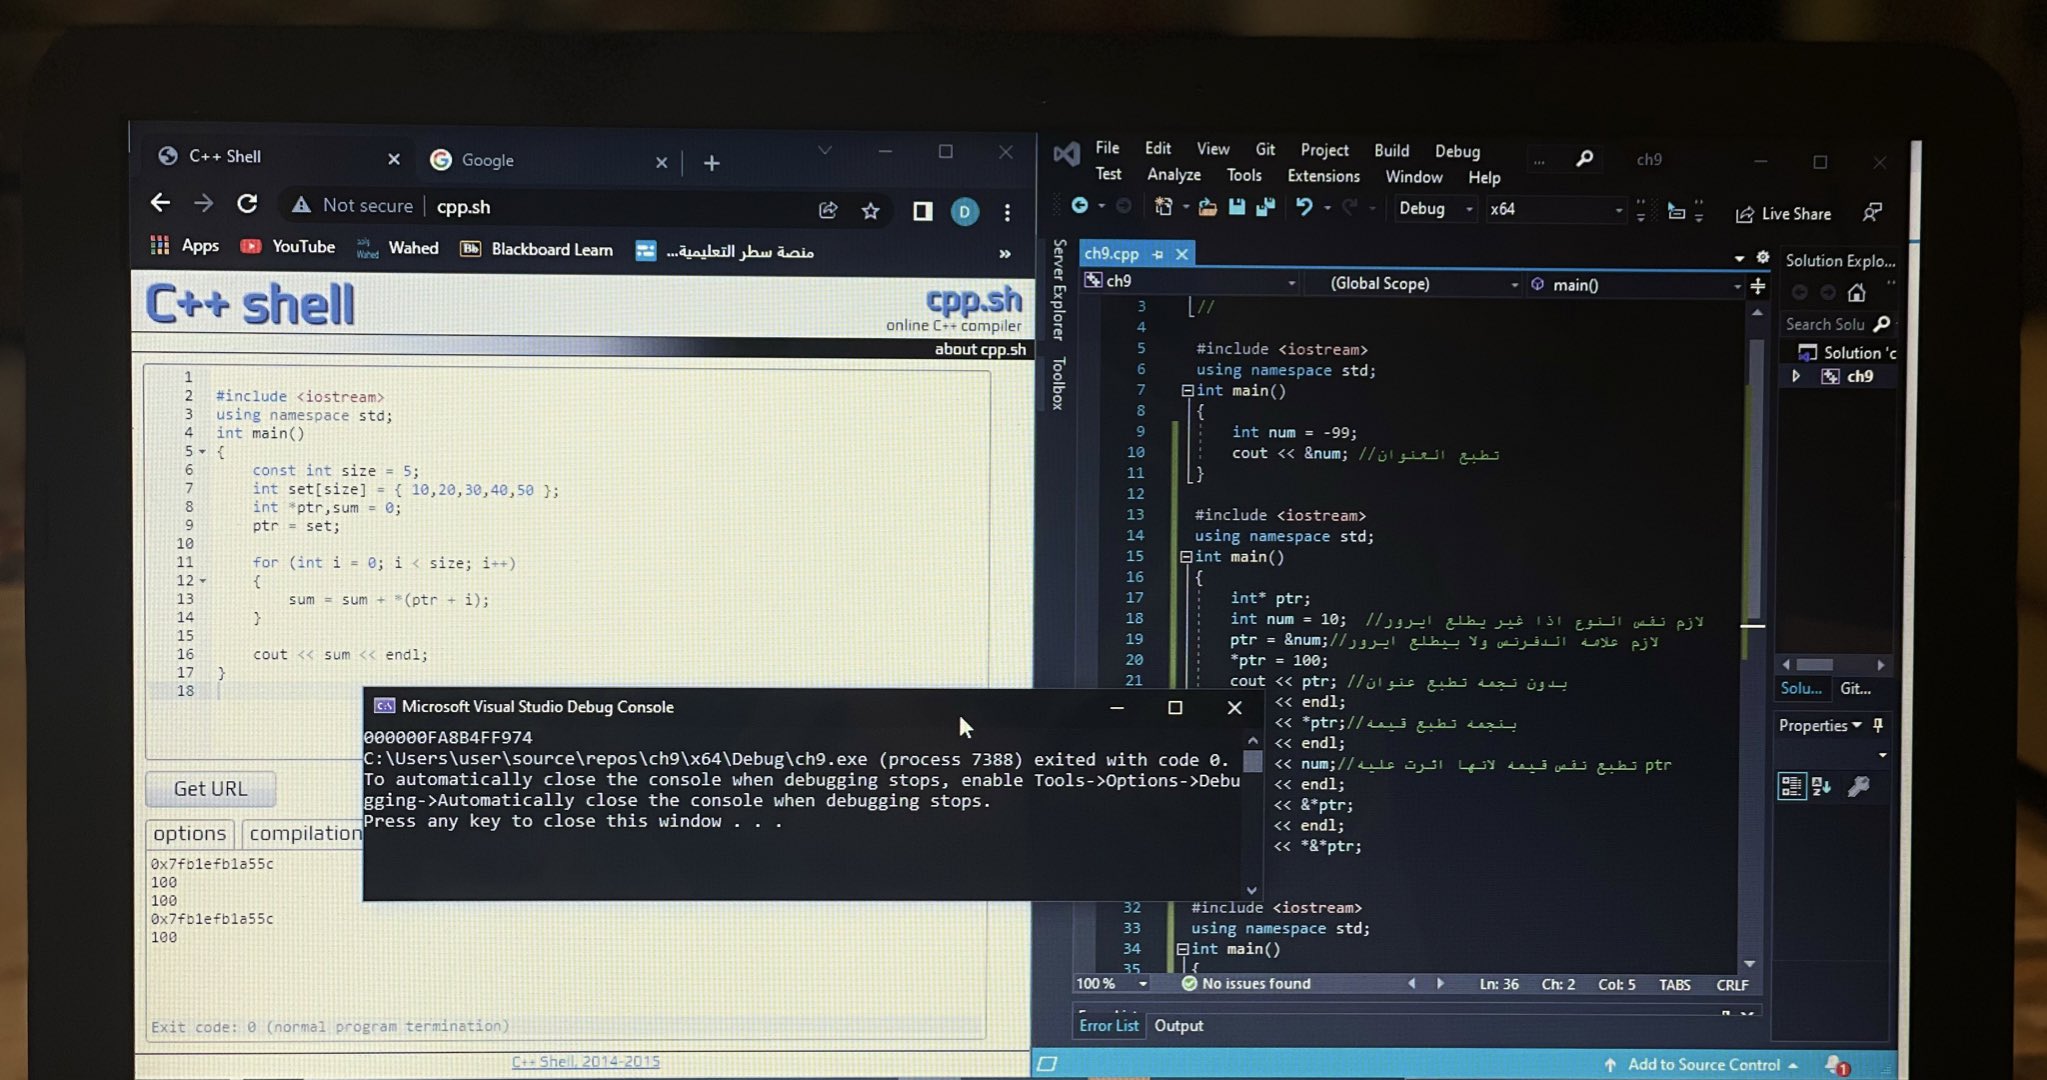 C++ Shell
Google
Not secure
cpp.sh
Apps
YouTube
Wahed
Blackboard Learn
منصة سطر التعليمية...
»
C++ shell
cpp.sh
online C++ compiler
about cpp.sh
1
2 #include <iostream>
3 using namespace std;
4 int main()
5 {
6 const int size = 5;
7 int set[size] = { 10,20,30,40,50 };
8 int *ptr,sum = 0;
9 ptr = set;
10
11 for (int i = 0; i < size; i++)
12 {
13 sum = sum + *(ptr + i);
14 }
15
16 cout << sum << endl;
17 }
18
Get URL
options
compilation
0x7fb1efb1a55c
100
100
0x7fb1efb1a55c
100
Exit code: 0 (normal program termination)
C++ Shell, 2014-2015
Microsoft Visual Studio Debug Console
000000FA8B4FF974
C:\Users\user\source\repos\ch9\x64\Debug\ch9.exe (process 7388) exited with code 0.
To automatically close the console when debugging stops, enable Tools->Options->Debu
gging->Automatically close the console when debugging stops.
Press any key to close this window . . .
File Edit View Git Project Build Debug
... ch9
Test Analyze Tools Extensions Window Help
Debug
x64
Live Share
Server Explorer
Toolbox
ch9.cpp
ch9
(Global Scope)
main()
3 //
4
5 #include <iostream>
6 using namespace std;
7 int main()
8 {
9 int num = -99;
10 cout << &num; //تطبع العنوان
11 }
12
13 #include <iostream>
14 using namespace std;
15 int main()
16 {
17 int* ptr;
18 int num = 10; //لازم نفس النوع اذا غير يطلع ايرور
19 ptr = &num;//لازم علامه الدفرنس ولا بيطلع ايرور
20 *ptr = 100;
21 cout << ptr; //بدون نجمه تطبع عنوان
<< endl;
<< *ptr;//بنجمه تطبع قيمه
<< endl;
<< num;//تطبع نفس قيمه لانها اثرت عليه ptr
<< endl;
<< &*ptr;
<< endl;
<< *&*ptr;
32 #include <iostream>
33 using namespace std;
34 int main()
35 {
100 %
No issues found
Ln: 36 Ch: 2 Col: 5 TABS CRLF
Error List
Output
Solution Explo...
Search Solu
Solution 'c
ch9
Solu...
Git...
Properties
Add to Source Control
1